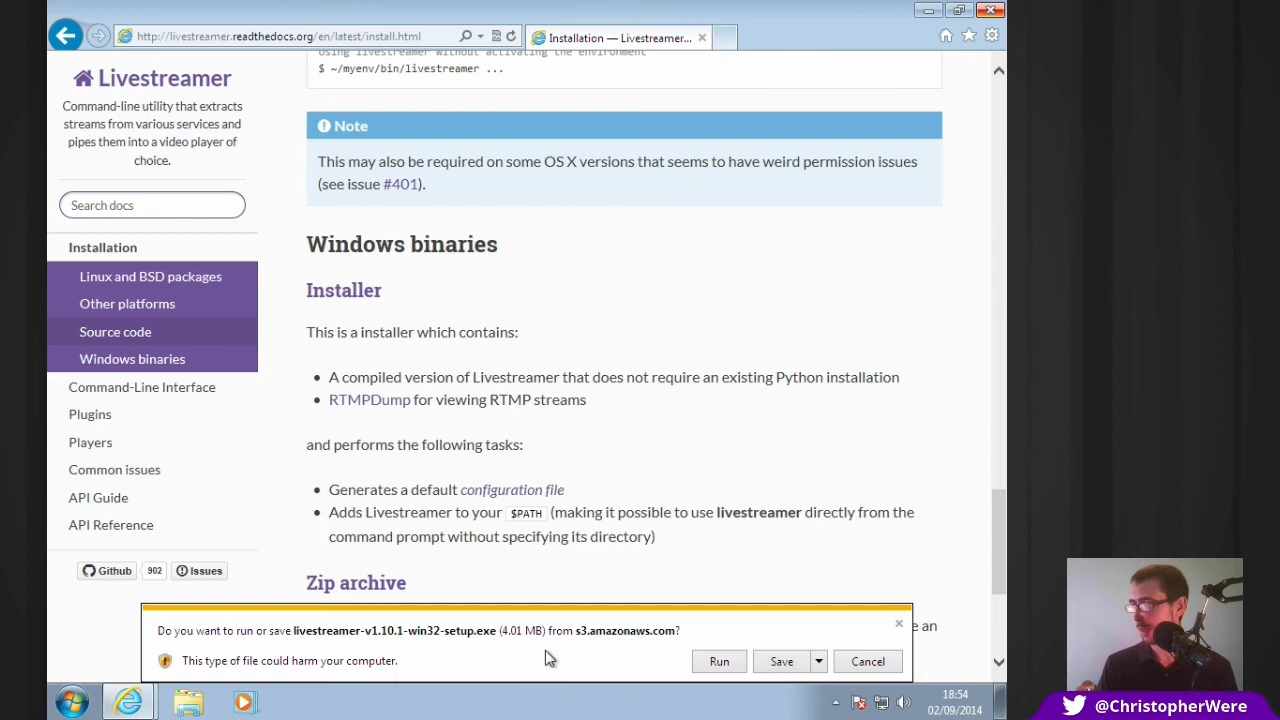 http://livestreamer.readthedocs.org/en/latest/install.html
Installation — Livestreamer...
Livestreamer
Command-line utility that extracts
streams from various services and
pipes them into a video player of
choice.
Search docs
Installation
Linux and BSD packages
Other platforms
Source code
Windows binaries
Command-Line Interface
Plugins
Players
Common issues
API Guide
API Reference
Github 902 Issues
Using livestreamer without activating the environment
$ ~/myenv/bin/livestreamer ...
Note
This may also be required on some OS X versions that seems to have weird permission issues
(see issue #401).
Windows binaries
Installer
This is a installer which contains:
• A compiled version of Livestreamer that does not require an existing Python installation
• RTMPDump for viewing RTMP streams
and performs the following tasks:
• Generates a default configuration file
• Adds Livestreamer to your $PATH (making it possible to use livestreamer directly from the
command prompt without specifying its directory)
Zip archive
e an
Do you want to run or save livestreamer-v1.10.1-win32-setup.exe (4.01 MB) from s3.amazonaws.com?
This type of file could harm your computer.
Run Save Cancel
18:54
02/09/2014
@ChristopherWere